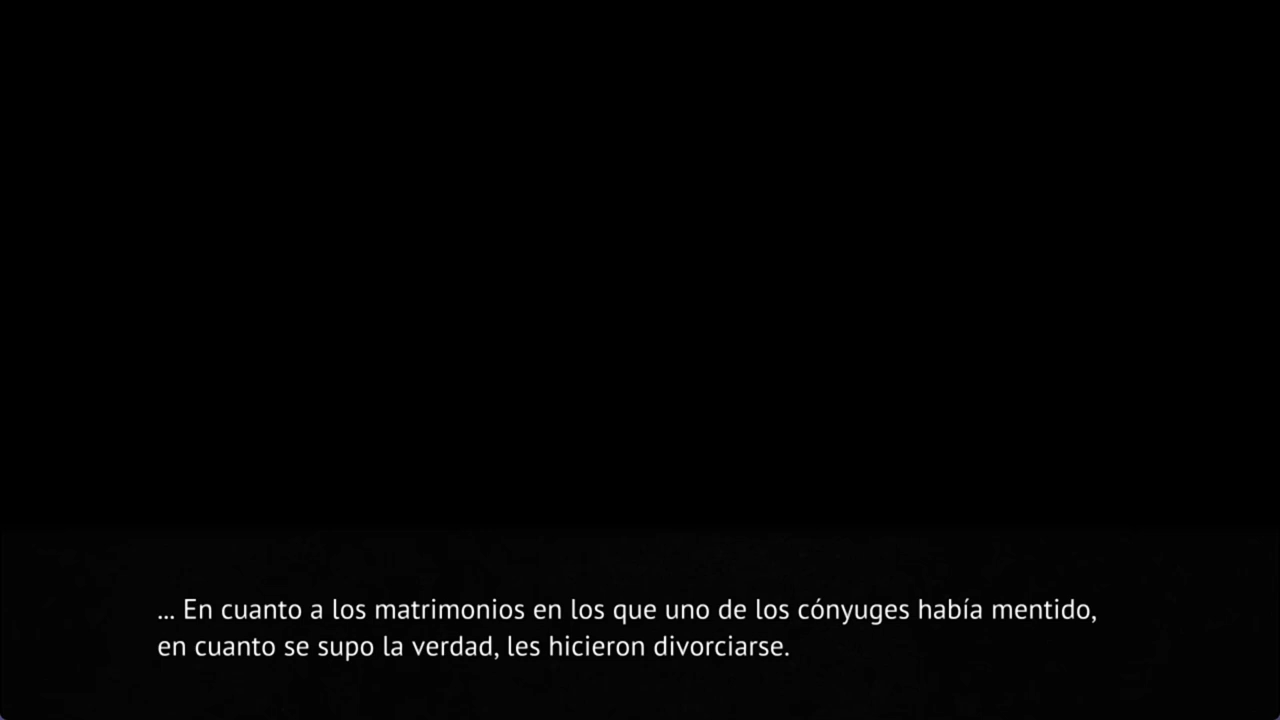 ... En cuanto a los matrimonios en los que uno de los cónyuges había mentido,
en cuanto se supo la verdad, les hicieron divorciarse.